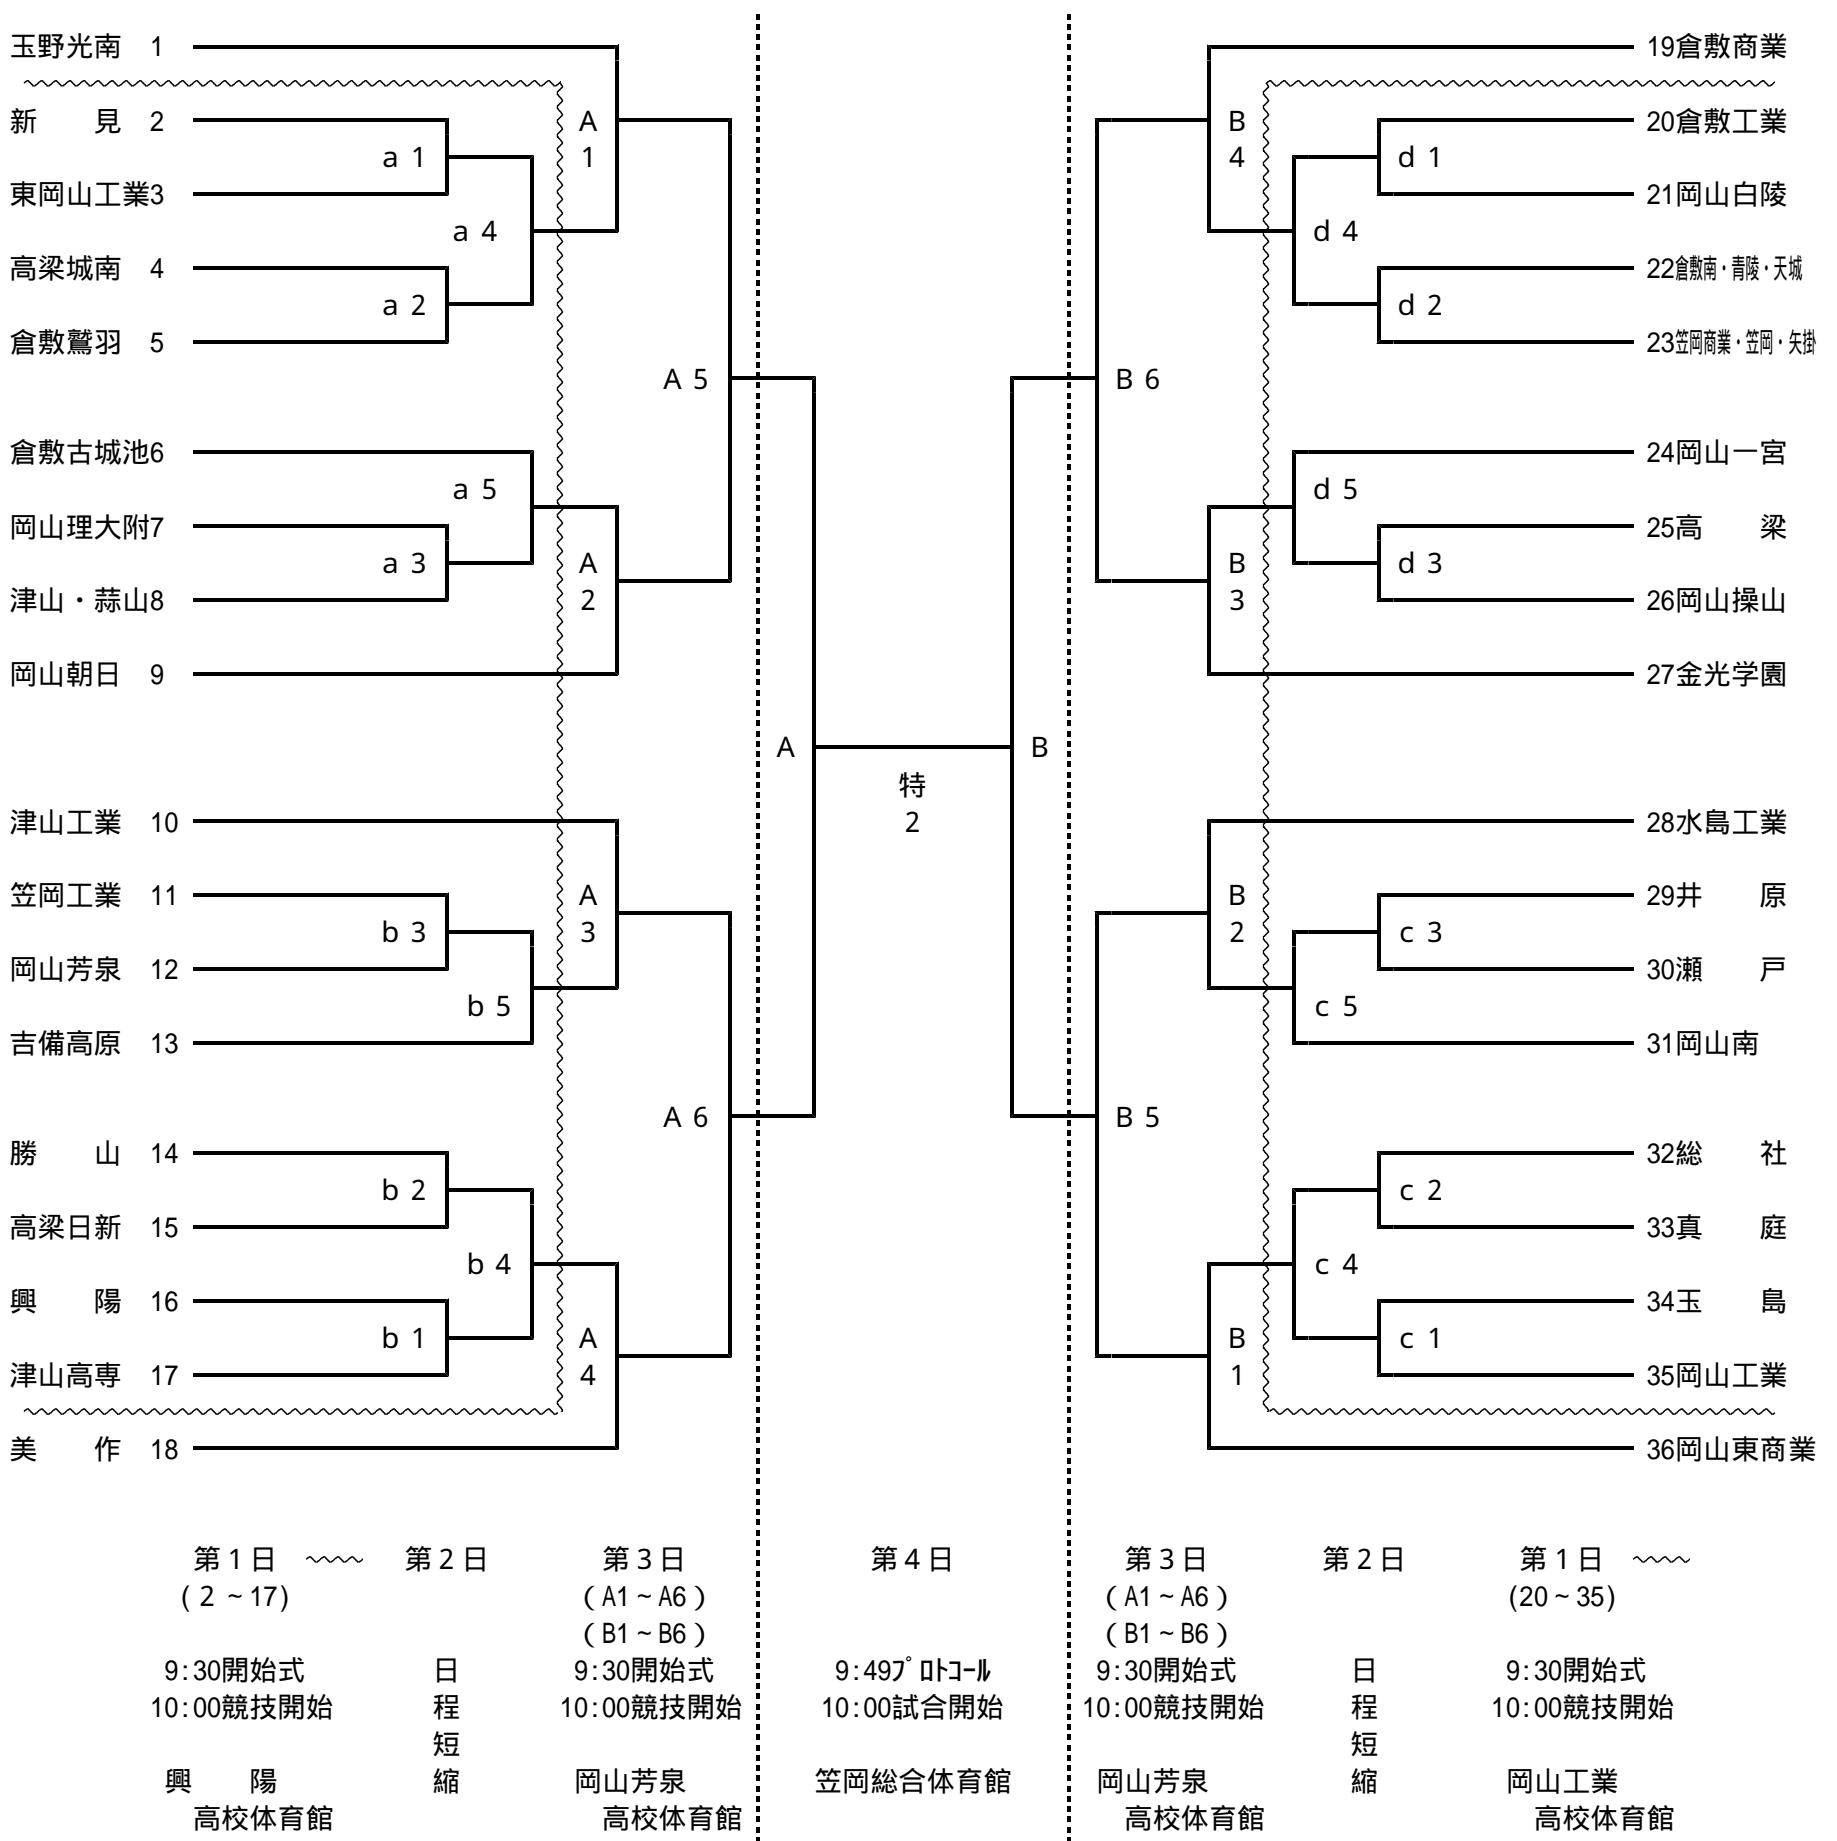 玉野光南 1
新 見 2
東岡山工業3
高梁城南 4
倉敷鷲羽 5
倉敷古城池6
岡山理大附7
津山・蒜山8
岡山朝日 9
津山工業 10
笠岡工業 11
岡山芳泉 12
吉備高原 13
勝 山 14
高梁日新 15
興 陽 16
津山高専 17
美 作 18
a 1
a 4
a 2
a 5
a 3
b 3
b 5
b 2
b 4
b 1
A
1
A
2
A
3
A
4
A 5
A 6
A
特
2
B
B 6
B 5
B
4
B
3
B
2
B
1
d 1
d 4
d 2
d 5
d 3
c 3
c 5
c 2
c 4
c 1
19倉敷商業
20倉敷工業
21岡山白陵
22倉敷南・青陵・天城
23笠岡商業・笠岡・矢掛
24岡山一宮
25高 梁
26岡山操山
27金光学園
28水島工業
29井 原
30瀬 戸
31岡山南
32総 社
33真 庭
34玉 島
35岡山工業
36岡山東商業
第1日
(2 ~17)
9:30開始式
10:00競技開始
興 陽
高校体育館
第2日
日
程
短
縮
第3日
(A1~A6)
(B1~B6)
9:30開始式
10:00競技開始
岡山芳泉
高校体育館
第4日
9:49プロトコール
10:00試合開始
笠岡総合体育館
第3日
(A1~A6)
(B1~B6)
9:30開始式
10:00競技開始
岡山芳泉
高校体育館
第2日
日
程
短
縮
第1日
(20~35)
9:30開始式
10:00競技開始
岡山工業
高校体育館